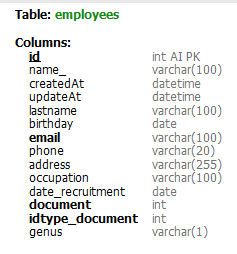 Table: employees
Columns:
id int AI PK
name_ varchar(100)
createdAt datetime
updateAt datetime
lastname varchar(100)
birthday date
email varchar(100)
phone varchar(20)
address varchar(255)
occupation varchar(100)
date_recruitment date
document int
idtype_document int
genus varchar(1)